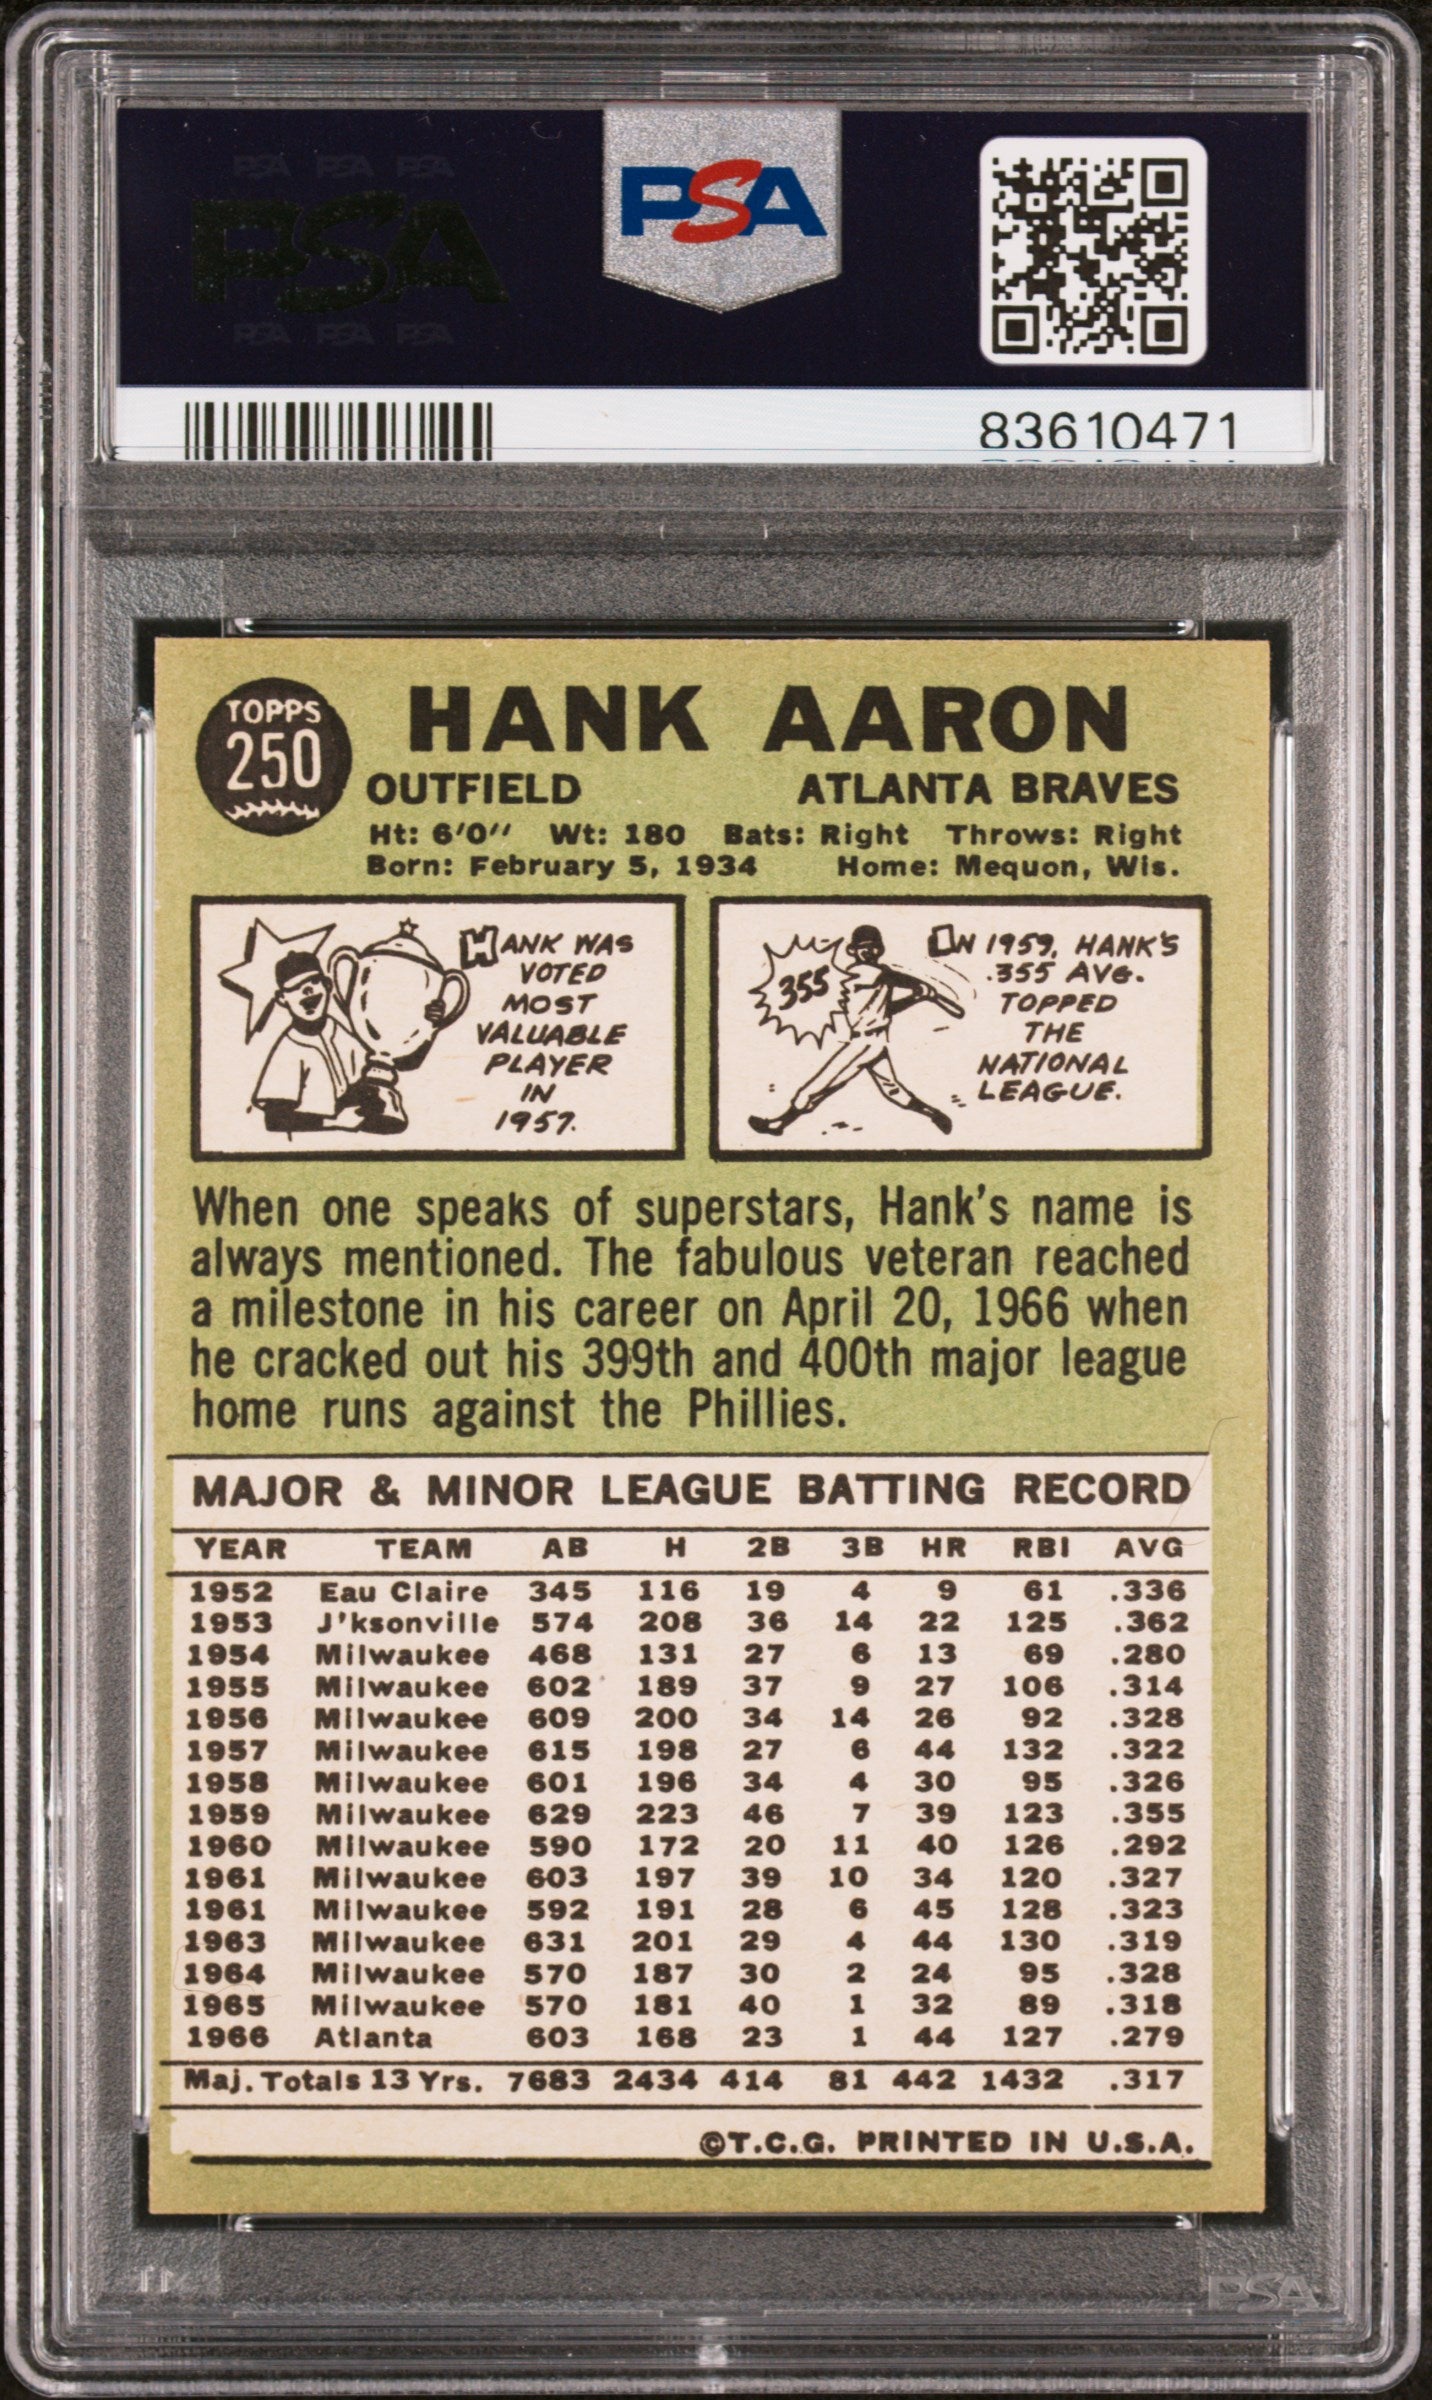 PSA PSA PSA
PSA
PSA PSA PSA
PSA
83610471
TOPPS
250
HANK AARON
OUTFIELD ATLANTA BRAVES
Ht: 6'0" Wt: 180 Bats: Right Throws: Right
Born: February 5, 1934 Home: Mequon, Wis.
HANK WAS
VOTED
MOST
VALUABLE
PLAYER
IN
1957.
355
IN 1959, HANK'S
.355 AVG.
TOPPED
THE
NATIONAL
LEAGUE.
When one speaks of superstars, Hank's name is
always mentioned. The fabulous veteran reached
a milestone in his career on April 20, 1966 when
he cracked out his 399th and 400th major league
home runs against the Phillies.
MAJOR & MINOR LEAGUE BATTING RECORD
YEAR TEAM AB H 2B 3B HR RBI AVG
1952 Eau Claire 345 116 19 4 9 61 .336
1953 J'ksonville 574 208 36 14 22 125 .362
1954 Milwaukee 468 131 27 6 13 69 .280
1955 Milwaukee 602 189 37 9 27 106 .314
1956 Milwaukee 609 200 34 14 26 92 .328
1957 Milwaukee 615 198 27 6 44 132 .322
1958 Milwaukee 601 196 34 4 30 95 .326
1959 Milwaukee 629 223 46 7 39 123 .355
1960 Milwaukee 590 172 20 11 40 126 .292
1961 Milwaukee 603 197 39 10 34 120 .327
1961 Milwaukee 592 191 28 6 45 128 .323
1963 Milwaukee 631 201 29 4 44 130 .319
1964 Milwaukee 570 187 30 2 24 95 .328
1965 Milwaukee 570 181 40 1 32 89 .318
1966 Atlanta 603 168 23 1 44 127 .279
Maj. Totals 13 Yrs. 7683 2434 414 81 442 1432 .317
©T.C.G. PRINTED IN U.S.A.
PSA